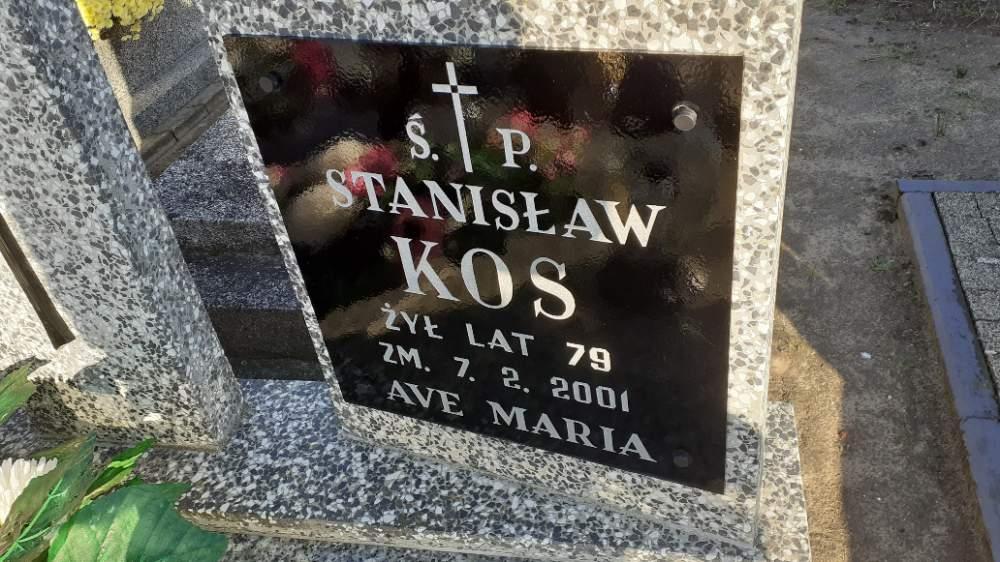 Ś. P.
STANISŁAW
KOS
ŻYŁ LAT 79
ZM. 7. 2. 2001
AVE MARIA